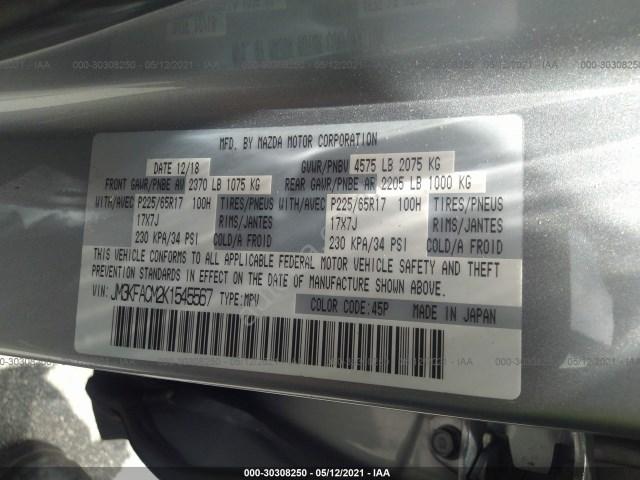 000-30308250 - 05/12/2021 - IAA
MFD. BY MAZDA MOTOR CORPORATION
DATE 12/18 GVWR/PNBV 4575 LB 2075 KG
FRONT GAWR/PNBE AV 2370 LB 1075 KG REAR GAWR/PNBE AR 2205 LB 1000 KG
WITH/AVEC P225/65R17 100H TIRES/PNEUS WITH/AVEC P225/65R17 100H TIRES/PNEUS
17X7J RIMS/JANTES 17X7J RIMS/JANTES
230 KPA/34 PSI COLD/A FROID 230 KPA/34 PSI COLD/A FROID
THIS VEHICLE CONFORMS TO ALL APPLICABLE FEDERAL MOTOR VEHICLE SAFETY AND THEFT
PREVENTION STANDARDS IN EFFECT ON THE DATE OF MANUFACTURE SHOWN ABOVE.
VIN: JM3KFACM2K1545567 TYPE: MPV
COLOR CODE: 45P MADE IN JAPAN
000-30308250 - 05/12/2021 - IAA